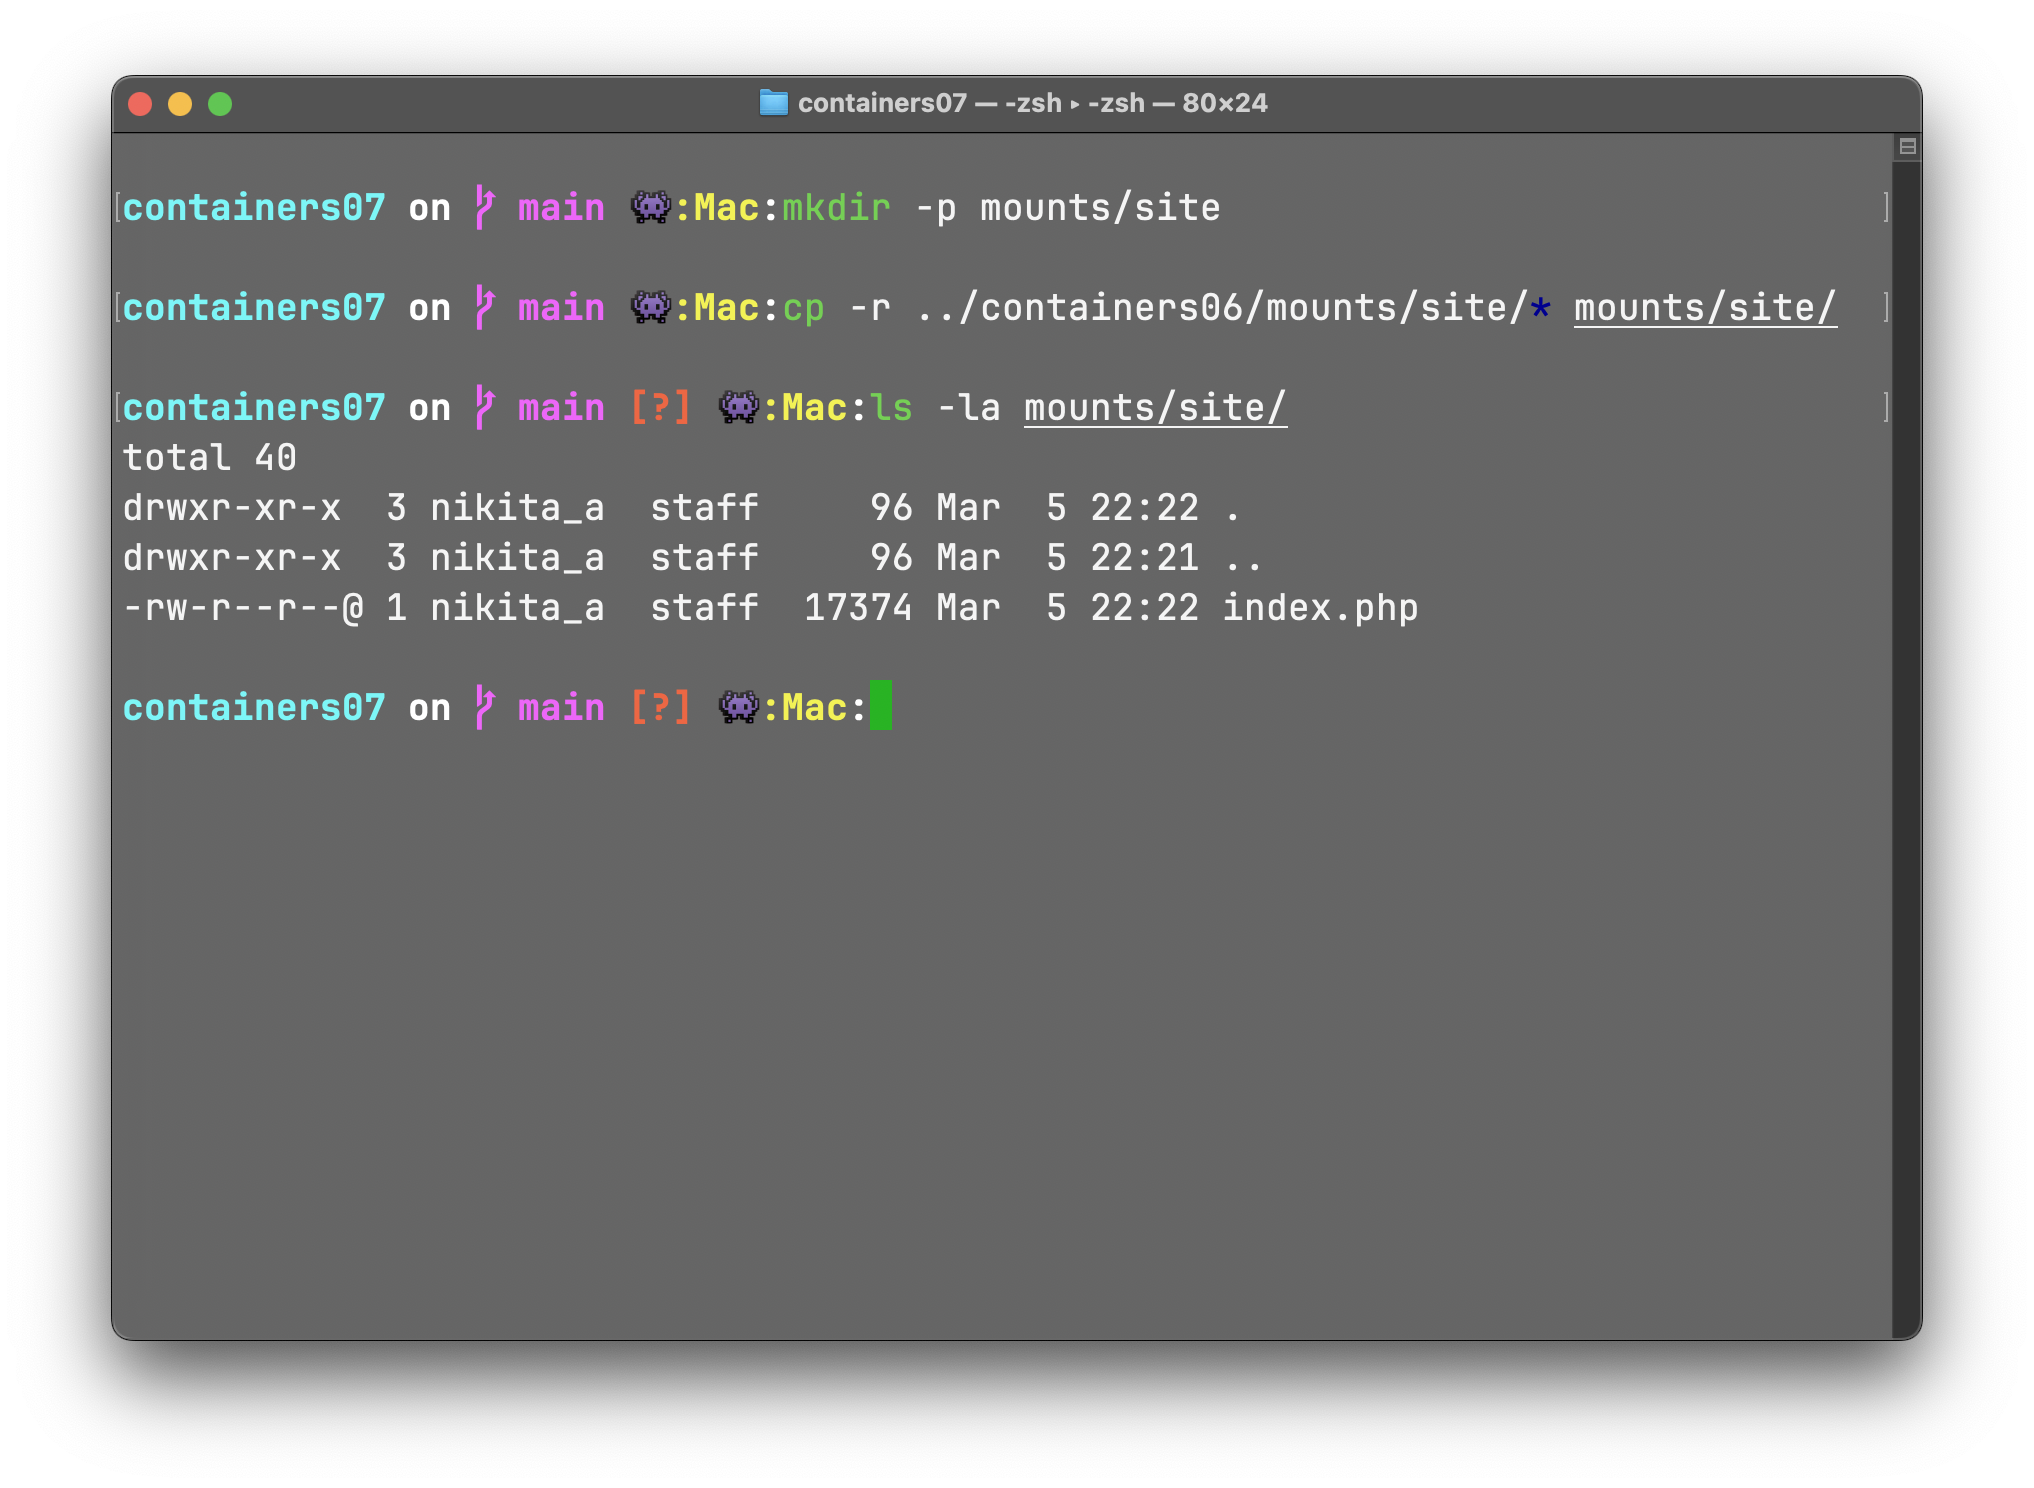 containers07 — -zsh ▸ -zsh — 80×24
containers07 on main 👾:Mac:mkdir -p mounts/site
containers07 on main 👾:Mac:cp -r ../containers06/mounts/site/* mounts/site/
containers07 on main [?] 👾:Mac:ls -la mounts/site/
total 40
drwxr-xr-x  3 nikita_a  staff     96 Mar  5 22:22 .
drwxr-xr-x  3 nikita_a  staff     96 Mar  5 22:21 ..
-rw-r--r--@ 1 nikita_a  staff  17374 Mar  5 22:22 index.php
containers07 on main [?] 👾:Mac: